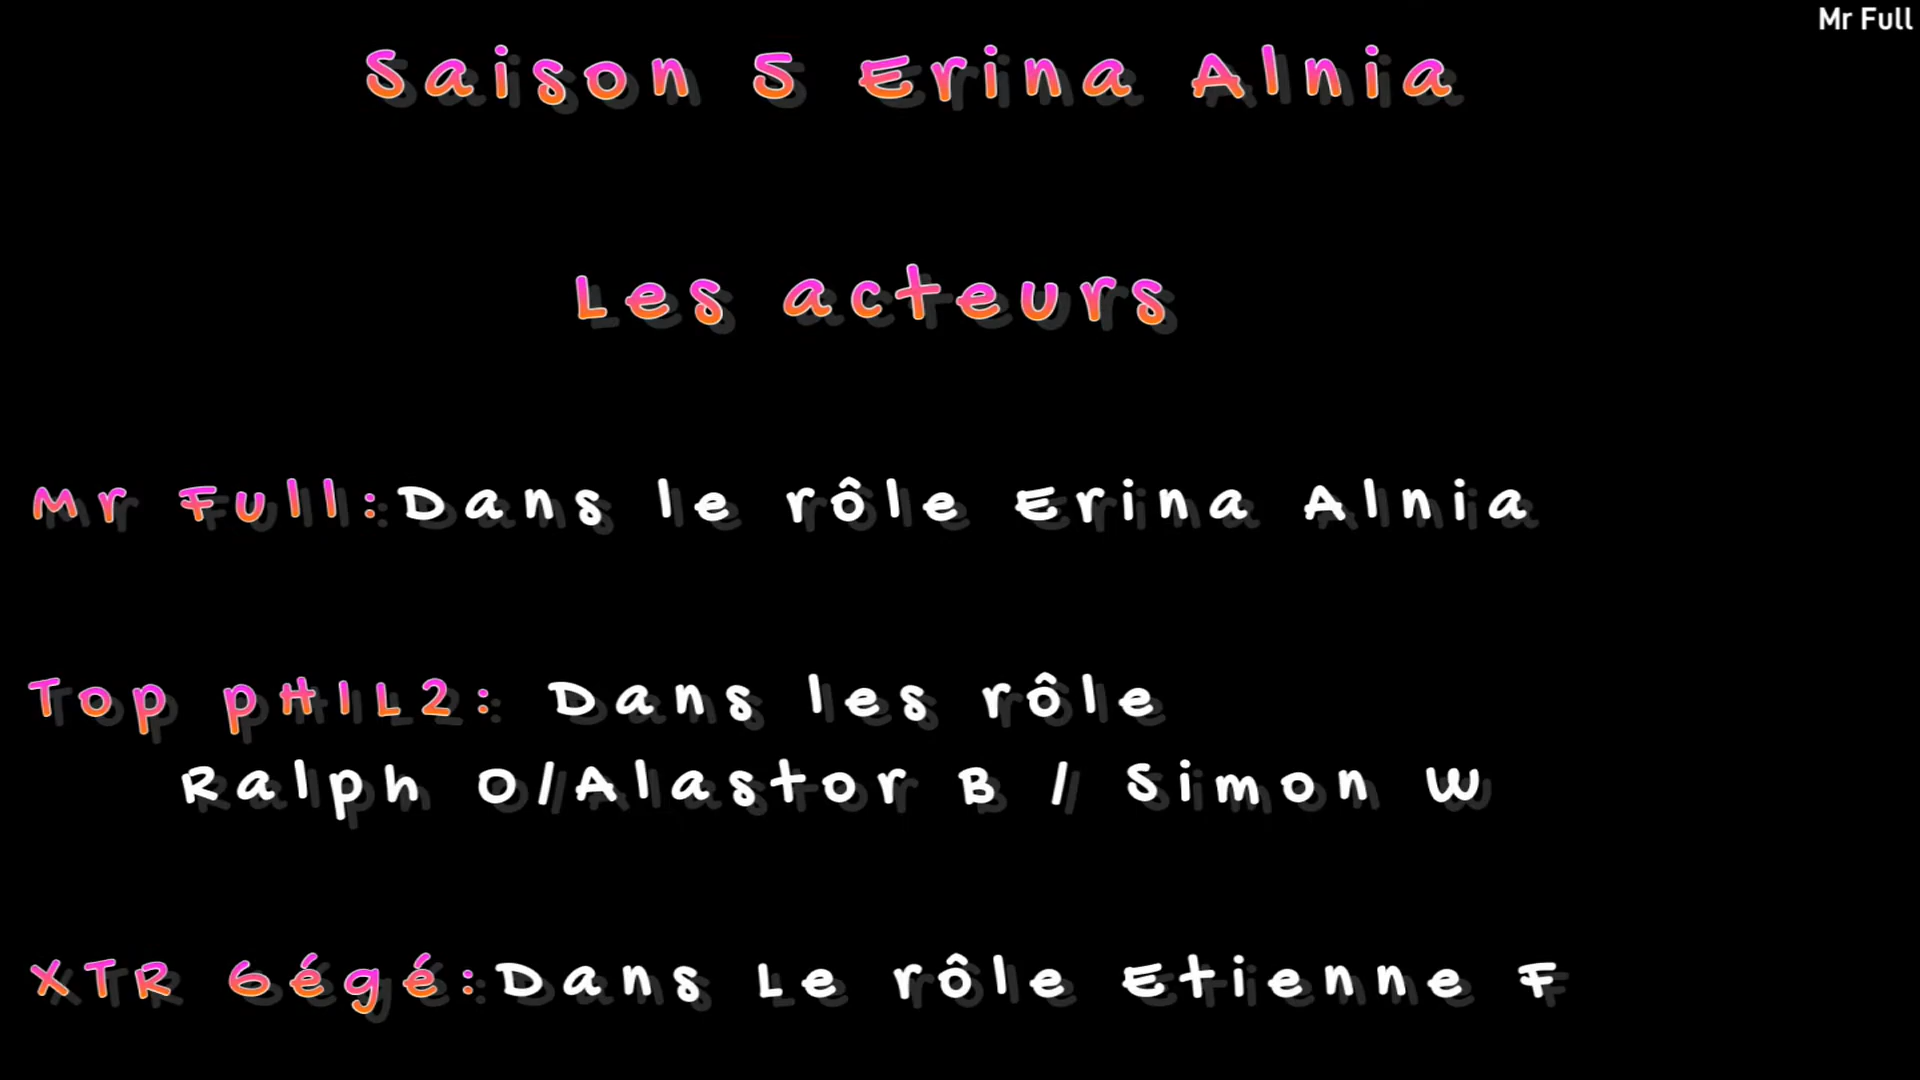 Mr Full
Saison 5 Erina Alnia
Les acteurs
Mr Full:Dans le rôle Erina Alnia
Top pHIL2: Dans les rôle
Ralph O/Alastor B / Simon W
XTR Gégé:Dans Le rôle Etienne F